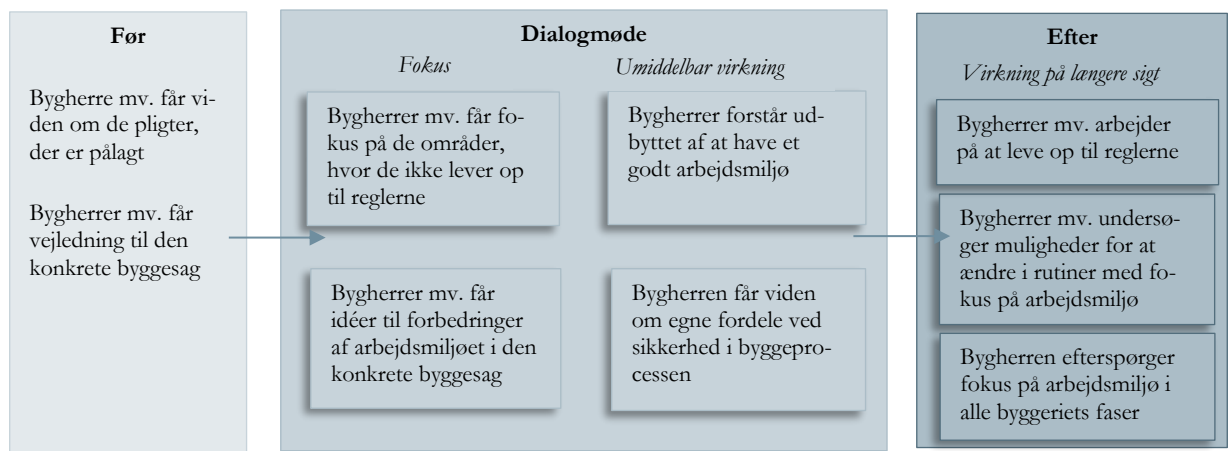 Før
Bygherre mv. får vi-
den om de pligter,
der er pålagt
Bygherrer mv. får
vejledning til den
konkrete byggesag
Dialogmøde
Fokus
Bygherrer mv. får fo-
kus på de områder,
hvor de ikke lever op
til reglerne
Bygherrer mv. får
idéer til forbedringer
af arbejdsmiljøet i den
konkrete byggesag
Umiddelbar virkning
Bygherrer forstår ud-
byttet af at have et
godt arbejdsmiljø
Bygherren får viden
om egne fordele ved
sikkerhed i byggepro-
cessen
Efter
Virkning på længere sigt
Bygherrer mv. arbejder
på at leve op til reglerne
Bygherrer mv. undersø-
ger muligheder for at
ændre i rutiner med fo-
kus på arbejdsmiljø
Bygherren efterspørger
fokus på arbejdsmiljø i
alle byggeriets faser